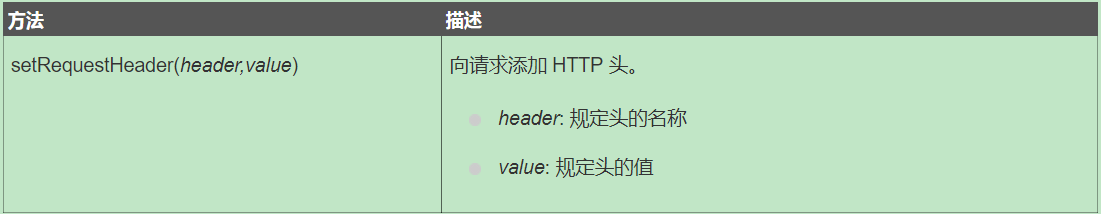 方法 描述
setRequestHeader(header,value) 向请求添加 HTTP 头。
header: 规定头的名称
value: 规定头的值